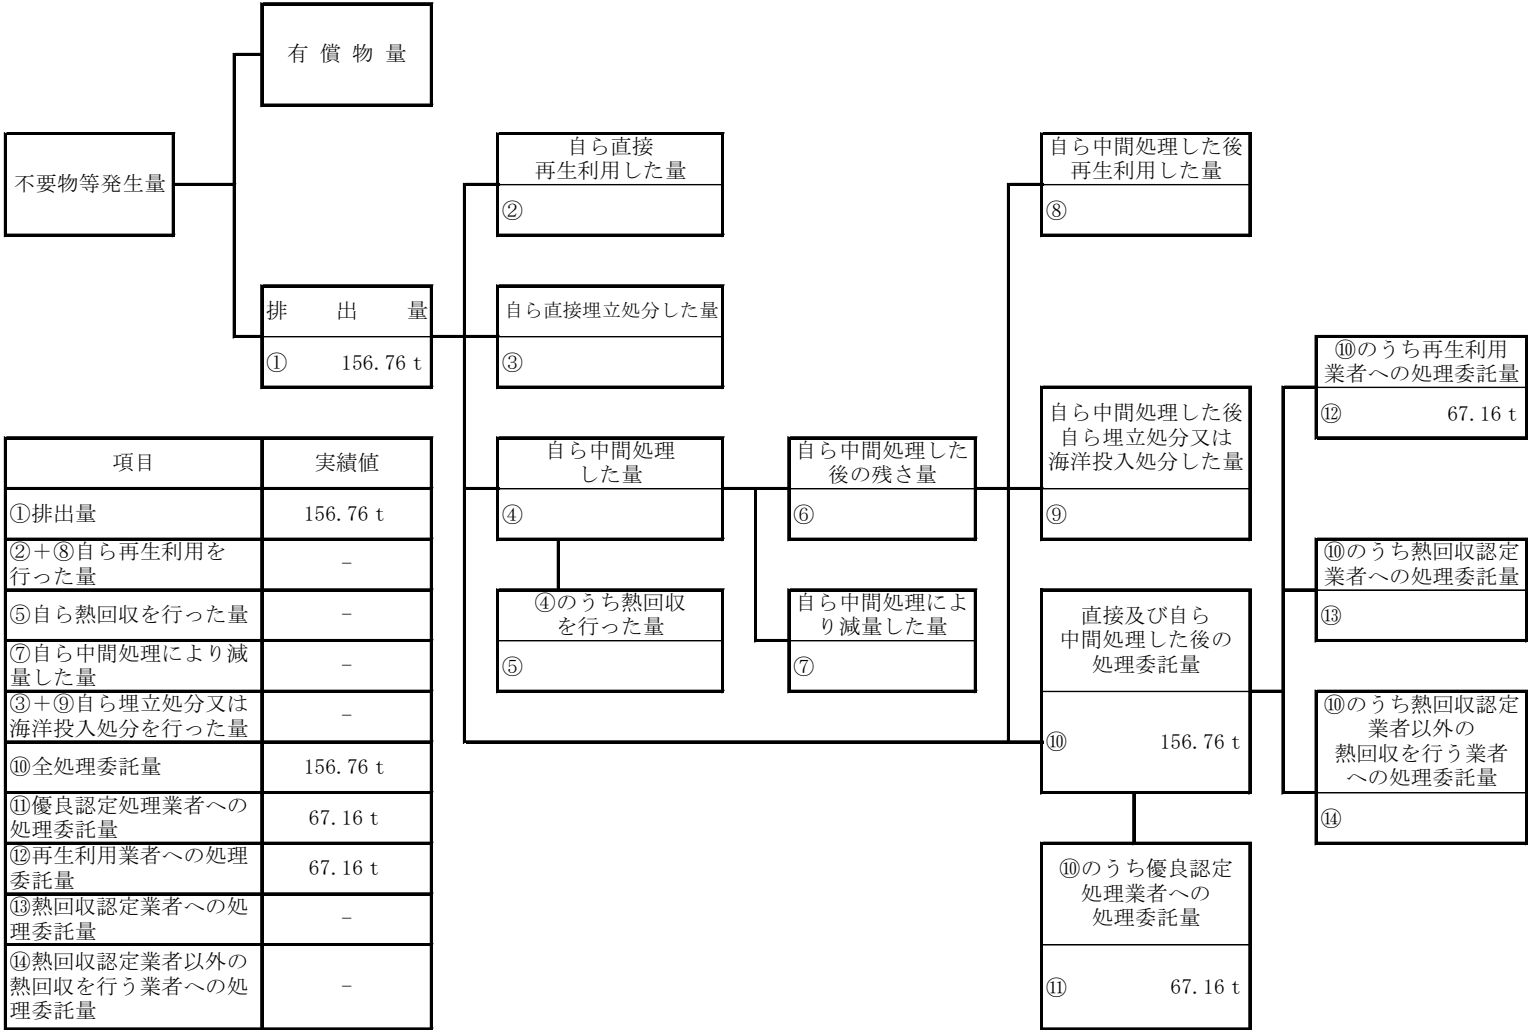 有償物量
不要物等発生量
自ら直接
再生利用した量
②
自ら中間処理した後
再生利用した量
⑧
排出量
① 156.76 t
自ら直接埋立処分した量
③
⑩のうち再生利用
業者への処理委託量
⑫ 67.16 t
自ら中間処理
した量
④
自ら中間処理した
後の残さ量
⑥
自ら中間処理した後
自ら埋立処分又は
海洋投入処分した量
⑨
④のうち熱回収
を行った量
⑤
自ら中間処理によ
り減量した量
⑦
直接及び自ら
中間処理した後の
処理委託量
⑩ 156.76 t
⑩のうち熱回収認定
業者への処理委託量
⑬
⑩のうち熱回収認定
業者以外の
熱回収を行う業者
への処理委託量
⑭
⑩のうち優良認定
処理業者への
処理委託量
⑪ 67.16 t
項目 実績値
①排出量 156.76 t
②＋⑧自ら再生利用を
行った量 －
⑤自ら熱回収を行った量 －
⑦自ら中間処理により減
量した量 －
③＋⑨自ら埋立処分又は
海洋投入処分を行った量 －
⑩全処理委託量 156.76 t
⑪優良認定処理業者への
処理委託量 67.16 t
⑫再生利用業者への処理
委託量 67.16 t
⑬熱回収認定業者への処
理委託量 －
⑭熱回収認定業者以外の
熱回収を行う業者への処
理委託量 －